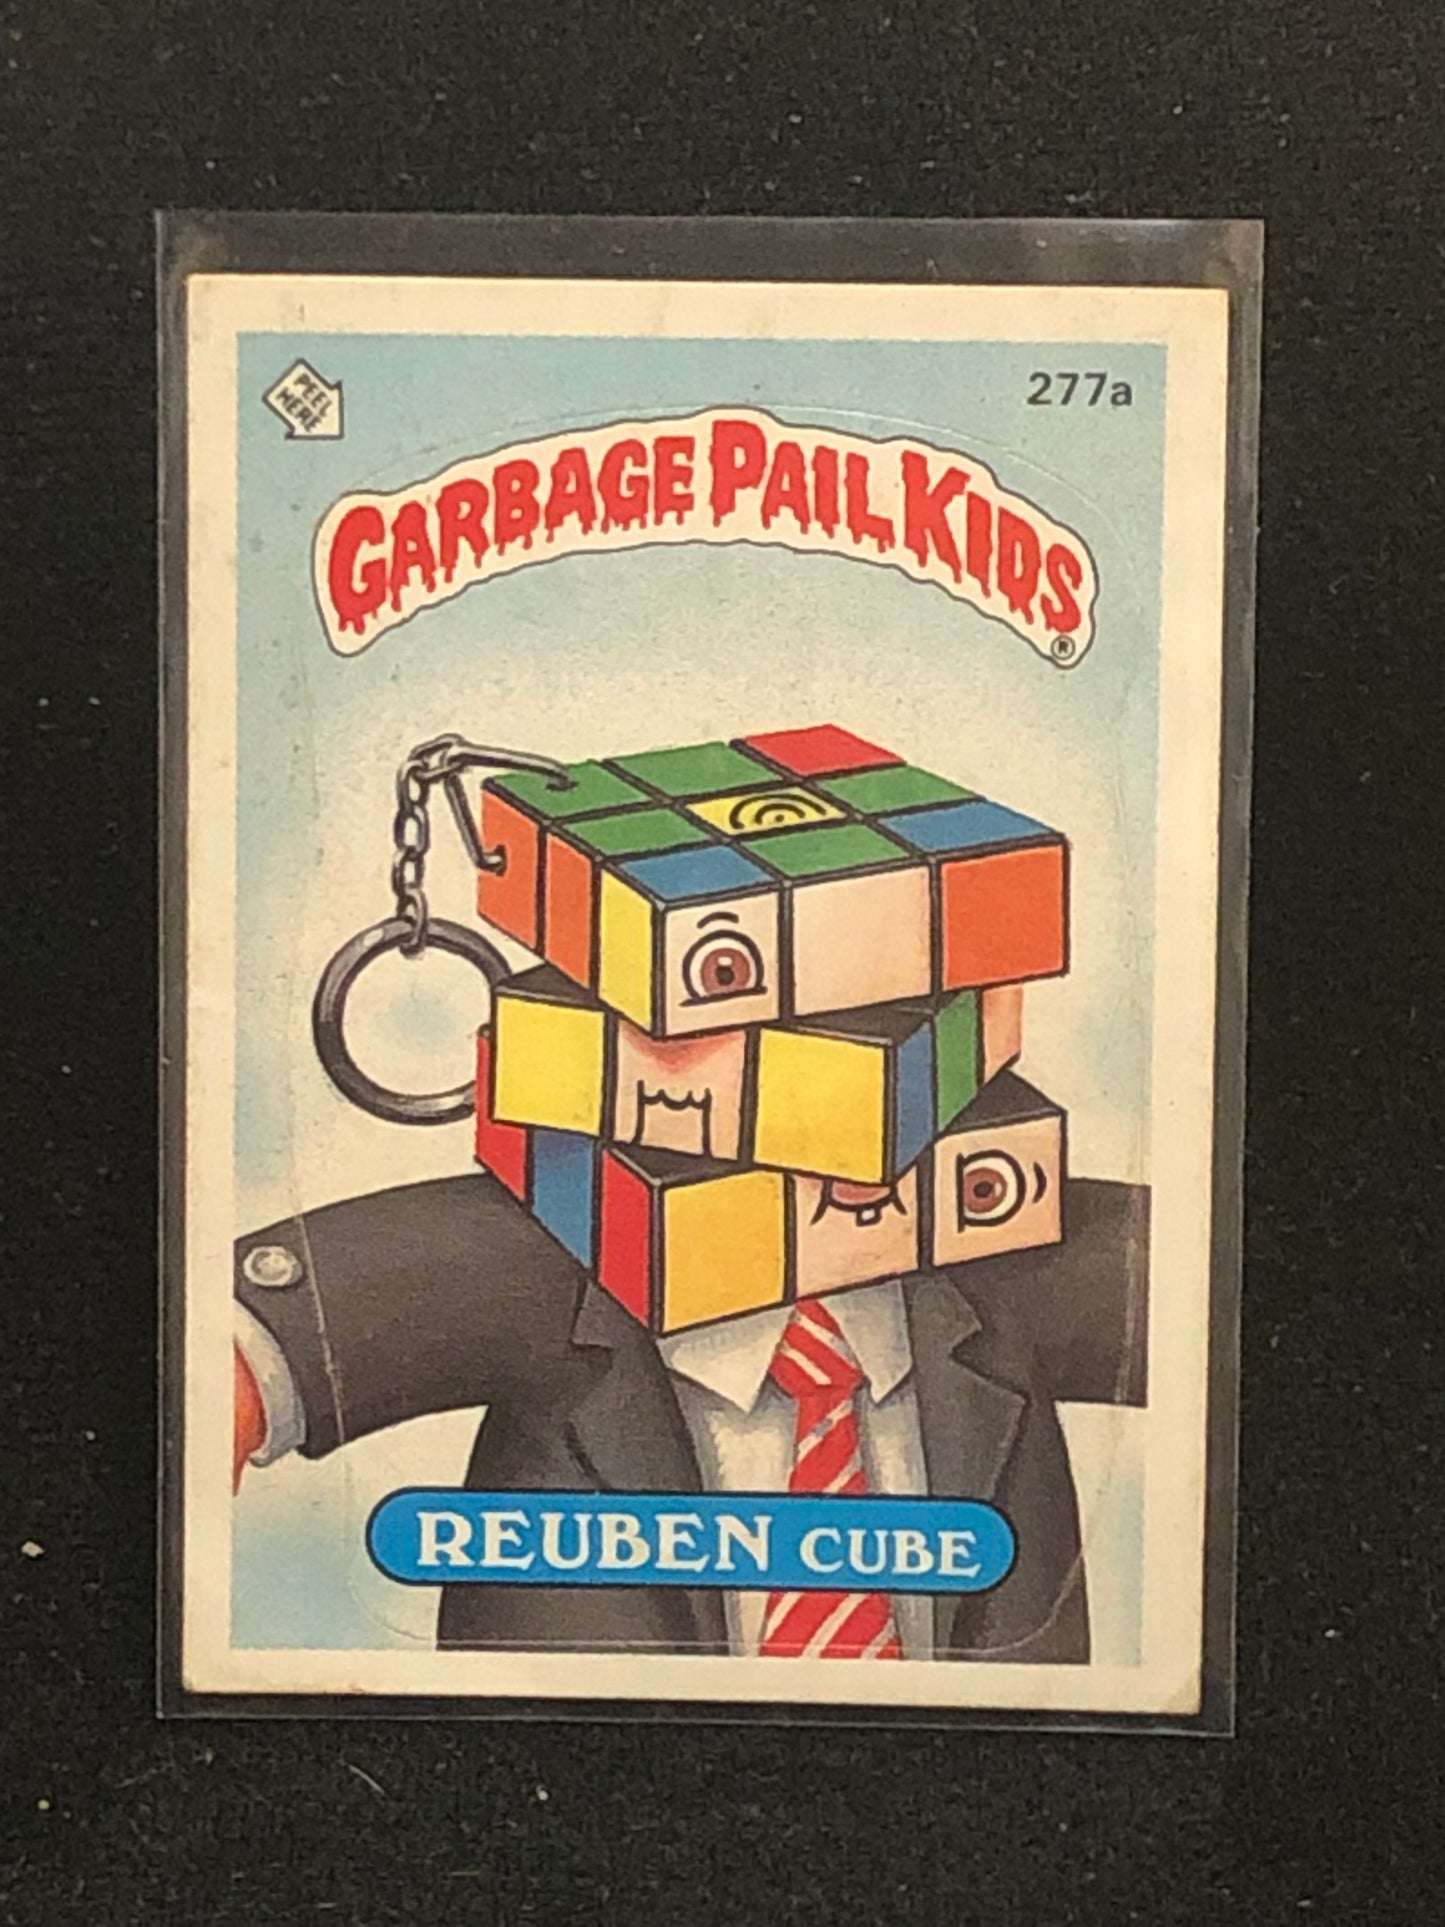 PEEL
HERE
277a
GARBAGE PAIL KIDS
®
REUBEN CUBE